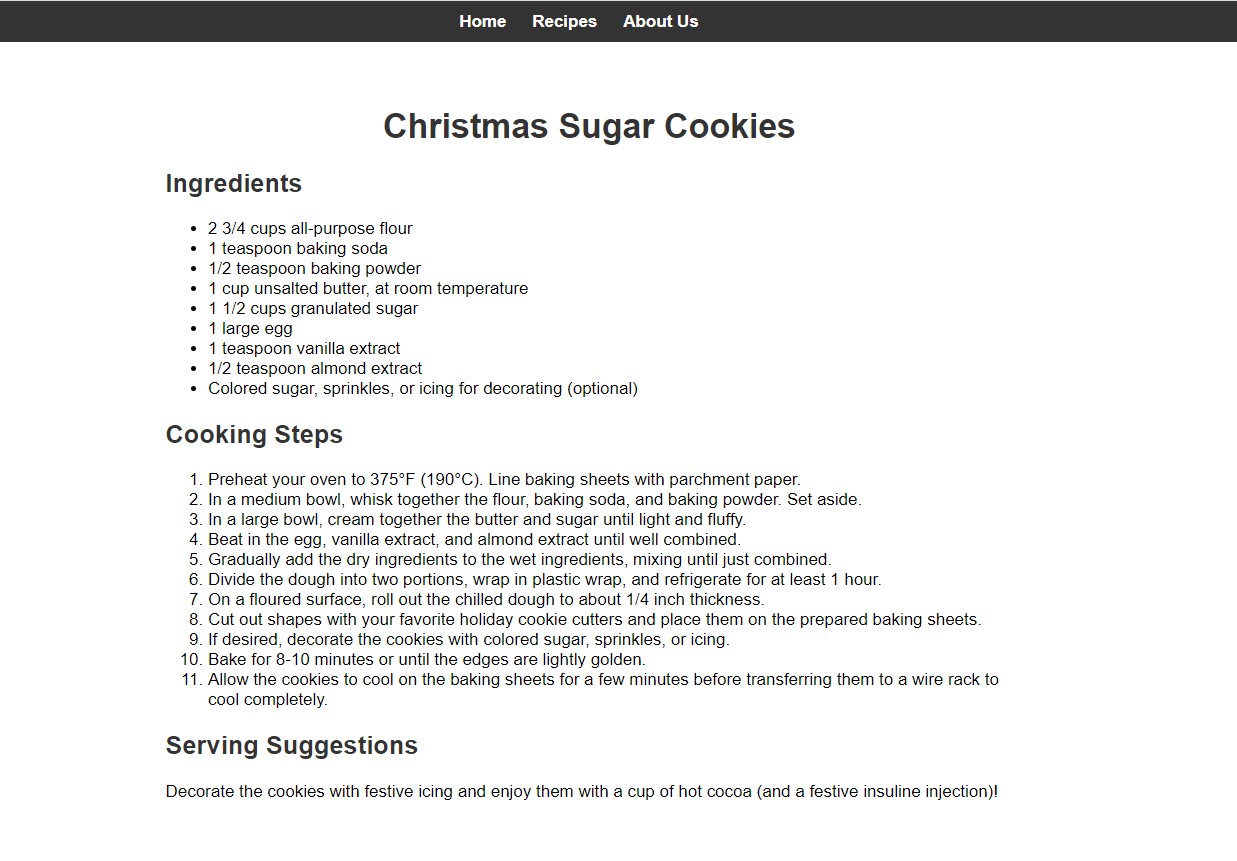 Home Recipes About Us
Christmas Sugar Cookies
Ingredients
• 2 3/4 cups all-purpose flour
• 1 teaspoon baking soda
• 1/2 teaspoon baking powder
• 1 cup unsalted butter, at room temperature
• 1 1/2 cups granulated sugar
• 1 large egg
• 1 teaspoon vanilla extract
• 1/2 teaspoon almond extract
• Colored sugar, sprinkles, or icing for decorating (optional)
Cooking Steps
1. Preheat your oven to 375°F (190°C). Line baking sheets with parchment paper.
2. In a medium bowl, whisk together the flour, baking soda, and baking powder. Set aside.
3. In a large bowl, cream together the butter and sugar until light and fluffy.
4. Beat in the egg, vanilla extract, and almond extract until well combined.
5. Gradually add the dry ingredients to the wet ingredients, mixing until just combined.
6. Divide the dough into two portions, wrap in plastic wrap, and refrigerate for at least 1 hour.
7. On a floured surface, roll out the chilled dough to about 1/4 inch thickness.
8. Cut out shapes with your favorite holiday cookie cutters and place them on the prepared baking sheets.
9. If desired, decorate the cookies with colored sugar, sprinkles, or icing.
10. Bake for 8-10 minutes or until the edges are lightly golden.
11. Allow the cookies to cool on the baking sheets for a few minutes before transferring them to a wire rack to
cool completely.
Serving Suggestions
Decorate the cookies with festive icing and enjoy them with a cup of hot cocoa (and a festive insuline injection)!